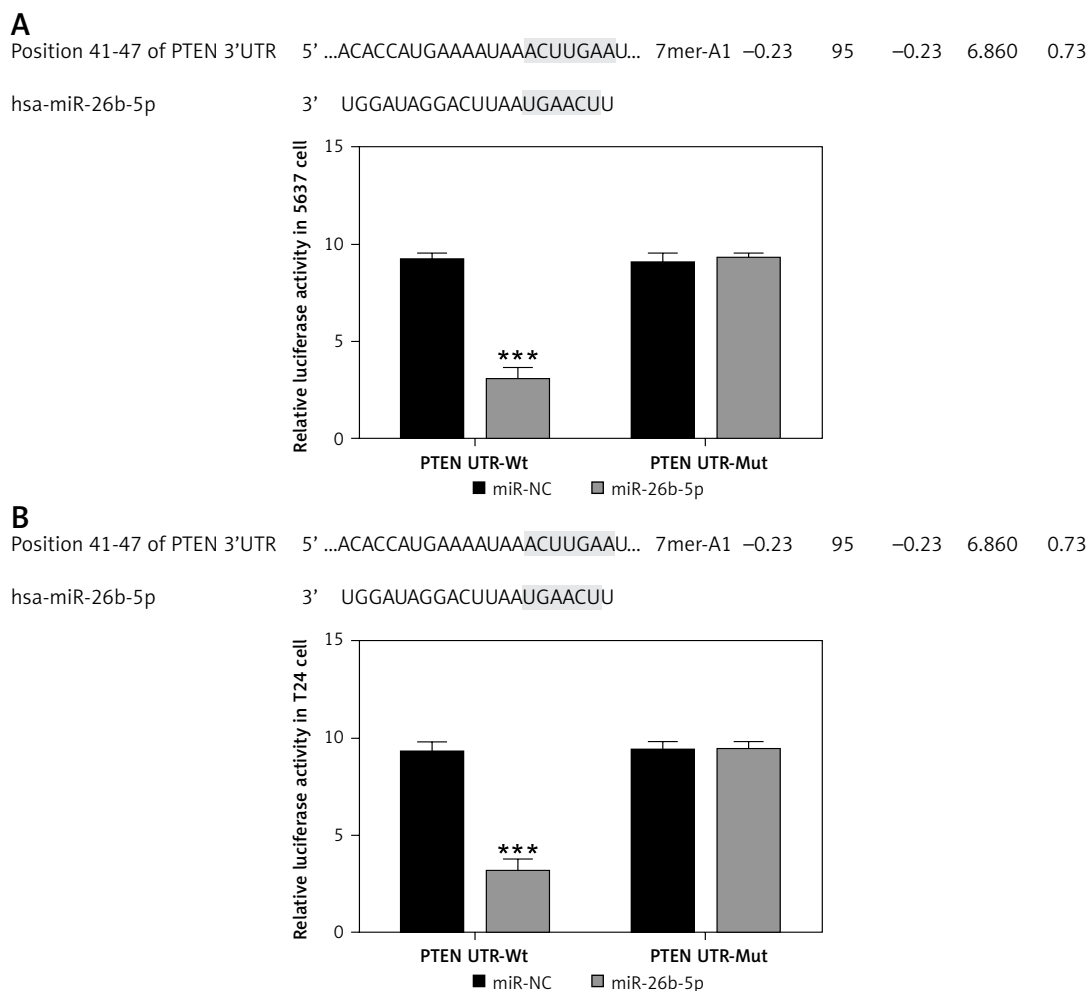 A
Position 41-47 of PTEN 3’UTR 5’ ...ACACCAUGAAAAUAAACUUGAAU... 7mer-A1 –0.23 95 –0.23 6.860 0.73
hsa-miR-26b-5p 3’ UGGAUAGGACUUAAUGAACUU
Relative luciferase activity in 5637 cell
15
10
5
0
***
PTEN UTR-Wt PTEN UTR-Mut
miR-NC miR-26b-5p
B
Position 41-47 of PTEN 3’UTR 5’ ...ACACCAUGAAAAUAAACUUGAAU... 7mer-A1 –0.23 95 –0.23 6.860 0.73
hsa-miR-26b-5p 3’ UGGAUAGGACUUAAUGAACUU
Relative luciferase activity in T24 cell
15
10
5
0
***
PTEN UTR-Wt PTEN UTR-Mut
miR-NC miR-26b-5p